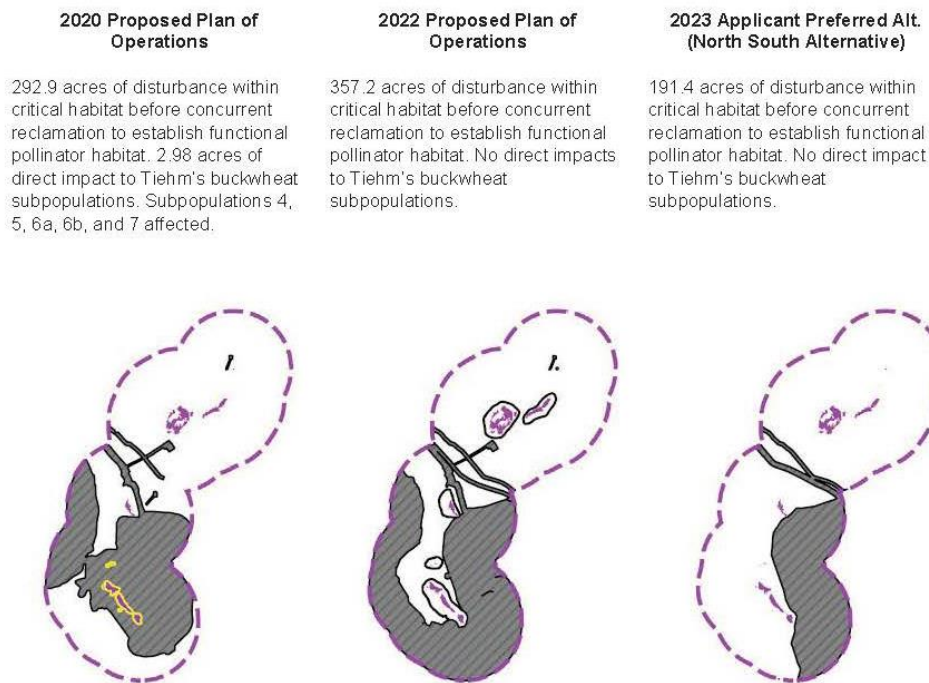 2020 Proposed Plan of
Operations
292.9 acres of disturbance within
critical habitat before concurrent
reclamation to establish functional
pollinator habitat. 2.98 acres of
direct impact to Tiehm's buckwheat
subpopulations. Subpopulations 4,
5, 6a, 6b, and 7 affected.
2022 Proposed Plan of
Operations
357.2 acres of disturbance within
critical habitat before concurrent
reclamation to establish functional
pollinator habitat. No direct impacts
to Tiehm's buckwheat
subpopulations.
2023 Applicant Preferred Alt.
(North South Alternative)
191.4 acres of disturbance within
critical habitat before concurrent
reclamation to establish functional
pollinator habitat. No direct impact
to Tiehm's buckwheat
subpopulations.